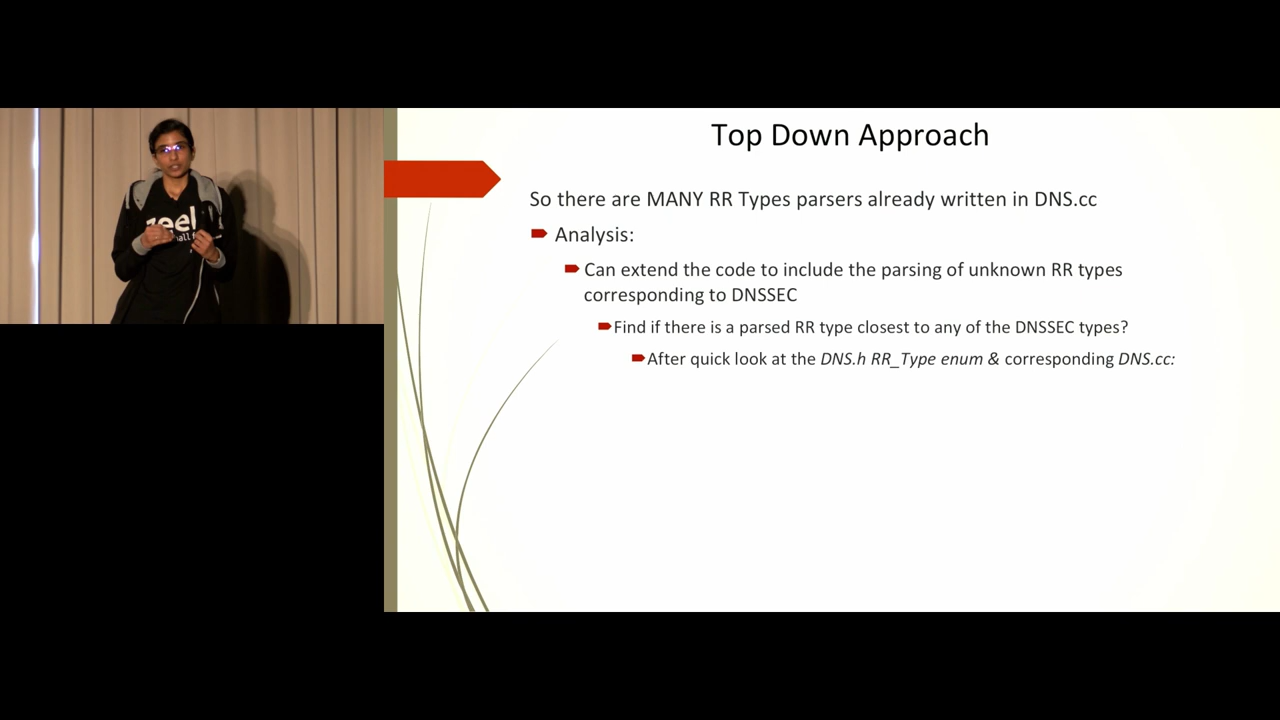 Top Down Approach
So there are MANY RR Types parsers already written in DNS.cc
Analysis:
Can extend the code to include the parsing of unknown RR types
corresponding to DNSSEC
Find if there is a parsed RR type closest to any of the DNSSEC types?
After quick look at the DNS.h RR_Type enum & corresponding DNS.cc: